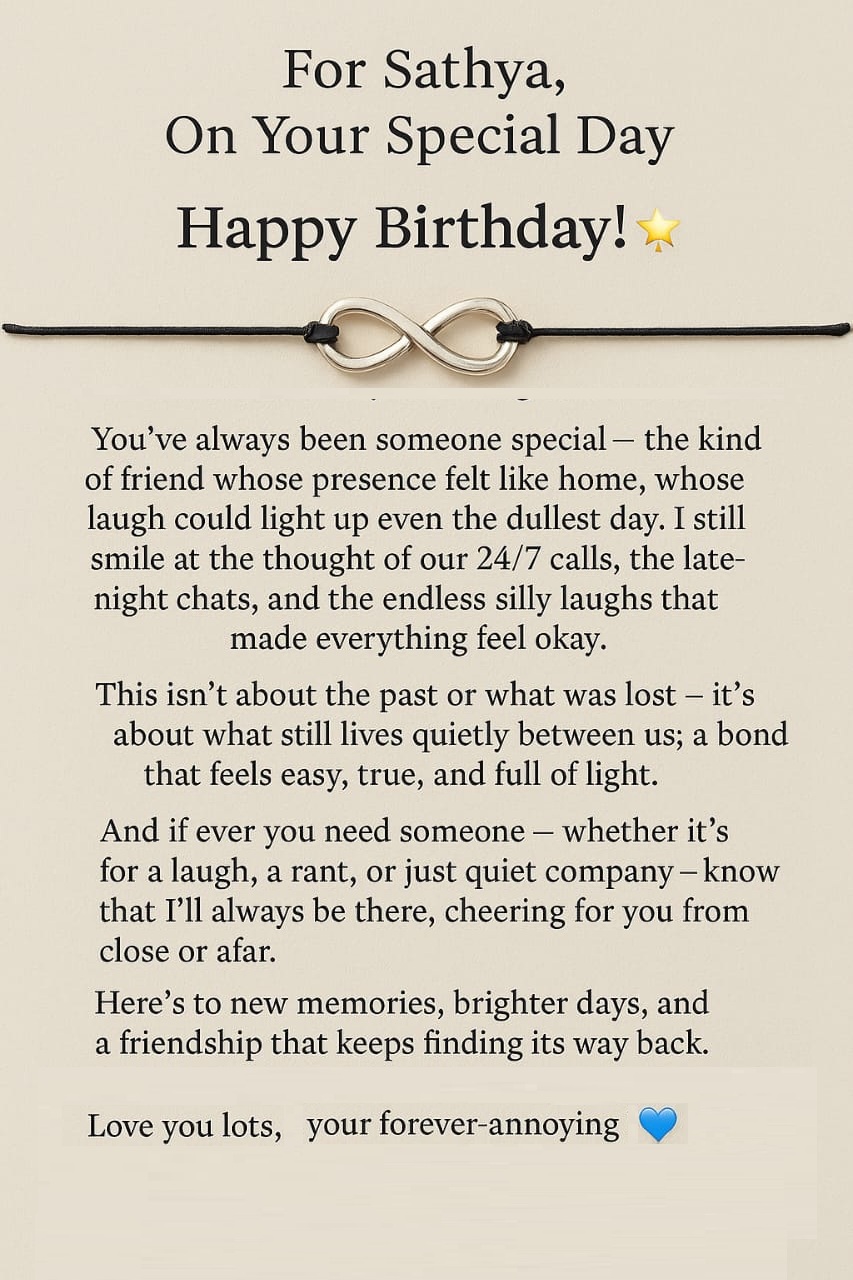 For Sathya,
On Your Special Day
Happy Birthday!⭐
You’ve always been someone special — the kind
of friend whose presence felt like home, whose
laugh could light up even the dullest day. I still
smile at the thought of our 24/7 calls, the late-
night chats, and the endless silly laughs that
made everything feel okay.
This isn’t about the past or what was lost – it’s
about what still lives quietly between us; a bond
that feels easy, true, and full of light.
And if ever you need someone – whether it’s
for a laugh, a rant, or just quiet company – know
that I’ll always be there, cheering for you from
close or afar.
Here’s to new memories, brighter days, and
a friendship that keeps finding its way back.
Love you lots, your forever-annoying 💙